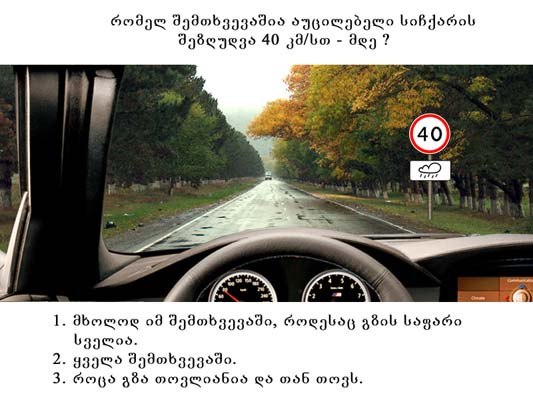 რომელ შემთხვევაშია აუცილებელი სიჩქარის
შეზღუდვა 40 კმ/სთ - მდე ?
40
1. მხოლოდ იმ შემთხვევაში, როდესაც გზის საფარი
სველია.
2. ყველა შემთხვევაში.
3. როცა გზა თოვლიანია და თან თოვს.